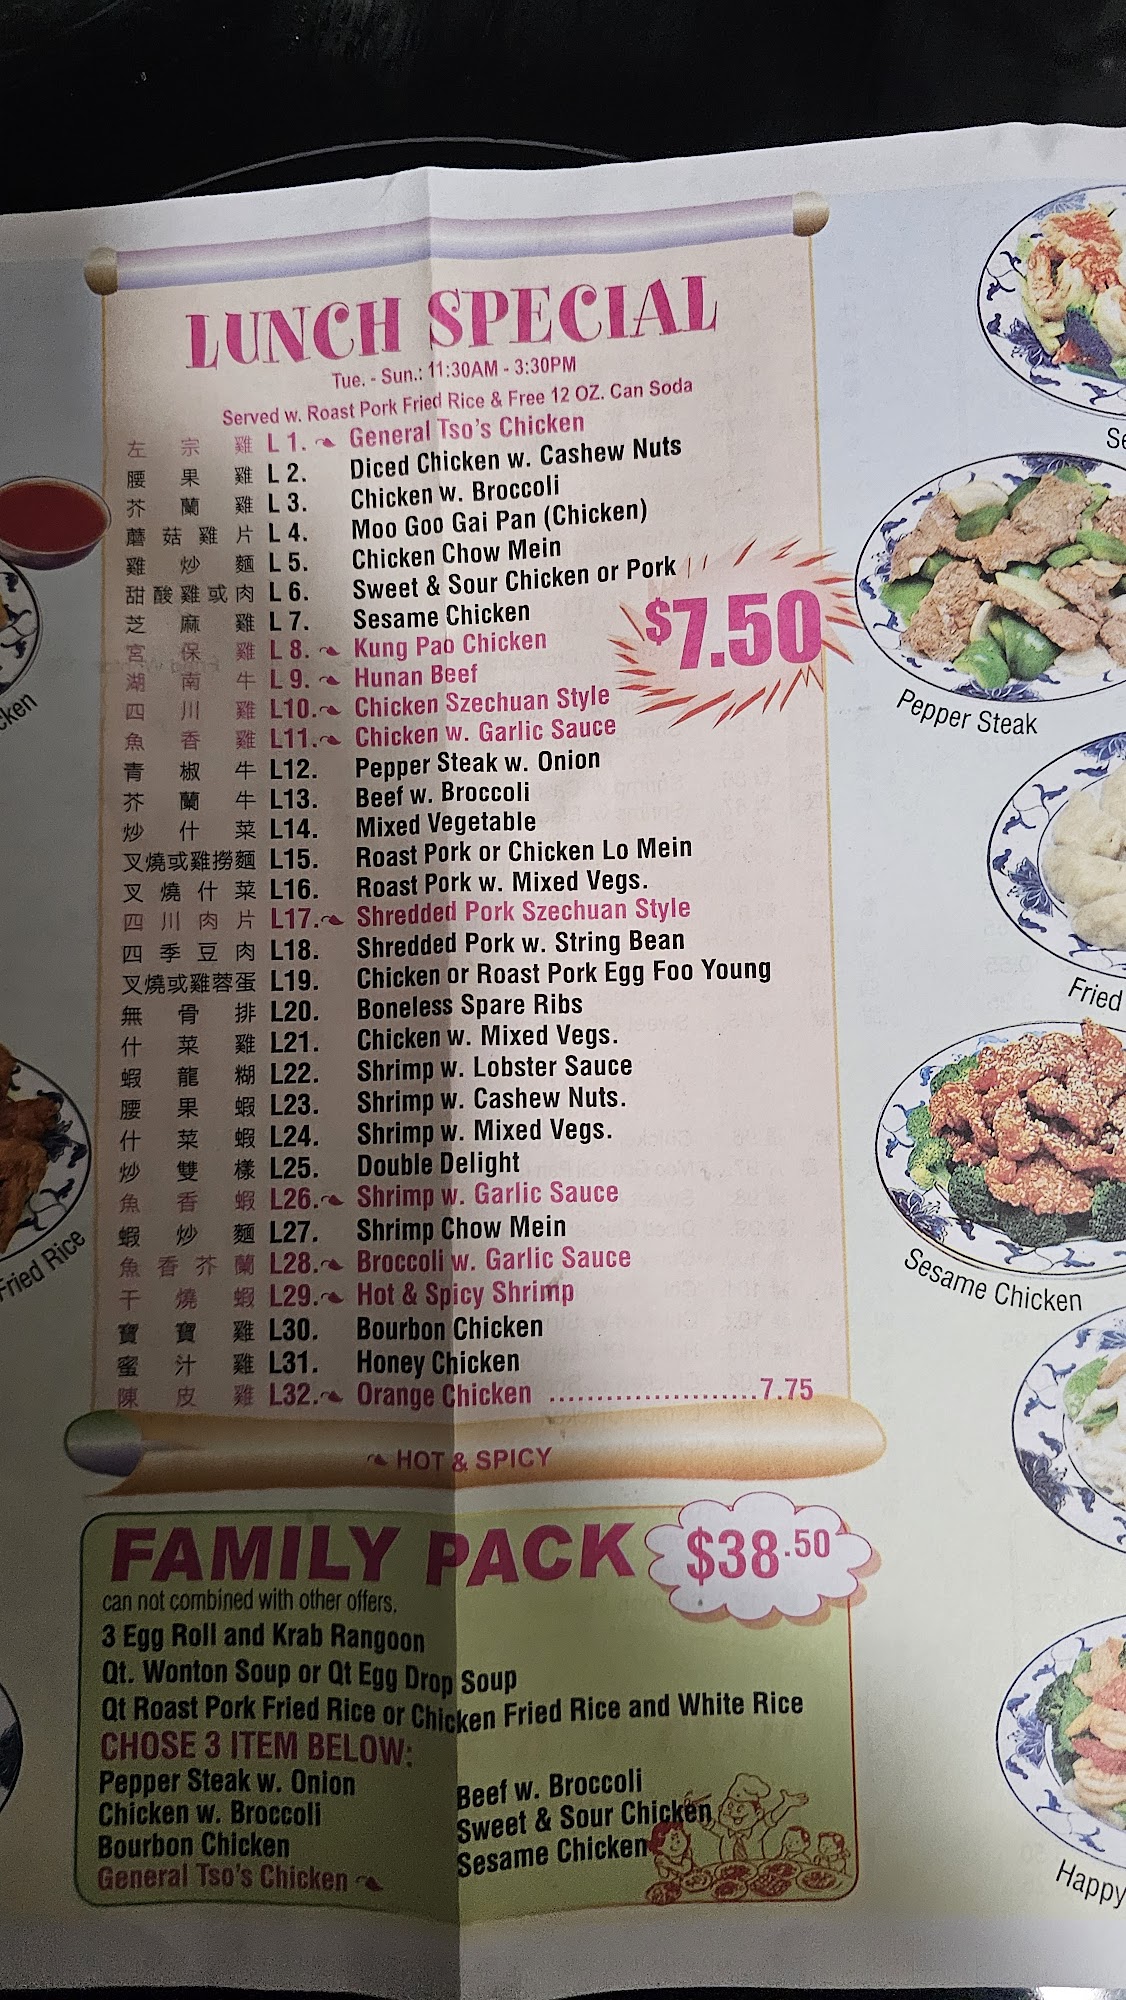 LUNCH SPECIAL
Tue. - Sun.: 11:30AM - 3:30PM
Served w. Roast Pork Fried Rice & Free 12 OZ. Can Soda
左宗雞 L 1. General Tso's Chicken
腰果雞 L 2. Diced Chicken w. Cashew Nuts
芥蘭雞 L 3. Chicken w. Broccoli
蘑菇雞片 L 4. Moo Goo Gai Pan (Chicken)
雞炒麵 L 5. Chicken Chow Mein
甜酸雞或肉 L 6. Sweet & Sour Chicken or Pork
芝麻雞 L 7. Sesame Chicken
$7.50
宮保雞 L 8. Kung Pao Chicken
湖南牛 L 9. Hunan Beef
四川雞 L10. Chicken Szechuan Style
魚香雞 L11. Chicken w. Garlic Sauce
青椒牛 L12. Pepper Steak w. Onion
芥蘭牛 L13. Beef w. Broccoli
炒什菜 L14. Mixed Vegetable
叉燒或雞撈麵 L15. Roast Pork or Chicken Lo Mein
叉燒什菜 L16. Roast Pork w. Mixed Vegs.
四川肉片 L17. Shredded Pork Szechuan Style
四季豆肉 L18. Shredded Pork w. String Bean
叉燒或雞蓉蛋 L19. Chicken or Roast Pork Egg Foo Young
無骨排 L20. Boneless Spare Ribs
什菜雞 L21. Chicken w. Mixed Vegs.
蝦龍糊 L22. Shrimp w. Lobster Sauce
腰果蝦 L23. Shrimp w. Cashew Nuts.
什菜蝦 L24. Shrimp w. Mixed Vegs.
炒雙樣 L25. Double Delight
魚香蝦 L26. Shrimp w. Garlic Sauce
蝦炒麵 L27. Shrimp Chow Mein
魚香芥蘭 L28. Broccoli w. Garlic Sauce
干燒蝦 L29. Hot & Spicy Shrimp
寶寶雞 L30. Bourbon Chicken
蜜汁雞 L31. Honey Chicken
陳皮雞 L32. Orange Chicken ......................7.75
HOT & SPICY
FAMILY PACK $38.50
can not combined with other offers.
3 Egg Roll and Krab Rangoon
Qt. Wonton Soup or Qt Egg Drop Soup
Qt Roast Pork Fried Rice or Chicken Fried Rice and White Rice
CHOSE 3 ITEM BELOW:
Pepper Steak w. Onion
Chicken w. Broccoli
Bourbon Chicken
General Tso's Chicken
Beef w. Broccoli
Sweet & Sour Chicken
Sesame Chicken
Pepper Steak
Fried
Sesame Chicken
Happy
Fried Rice